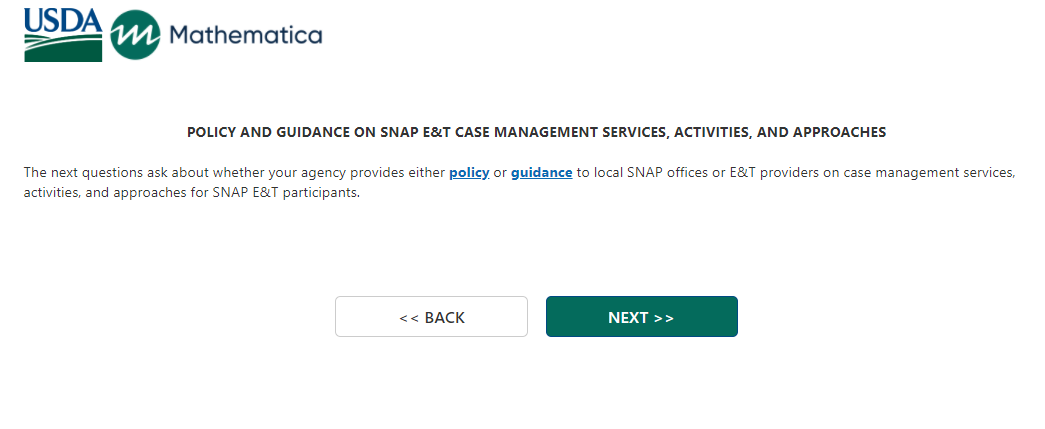 USDA Mathematica
POLICY AND GUIDANCE ON SNAP E&T CASE MANAGEMENT SERVICES, ACTIVITIES, AND APPROACHES
The next questions ask about whether your agency provides either policy or guidance to local SNAP offices or E&T providers on case management services,
activities, and approaches for SNAP E&T participants.
<< BACK NEXT >>